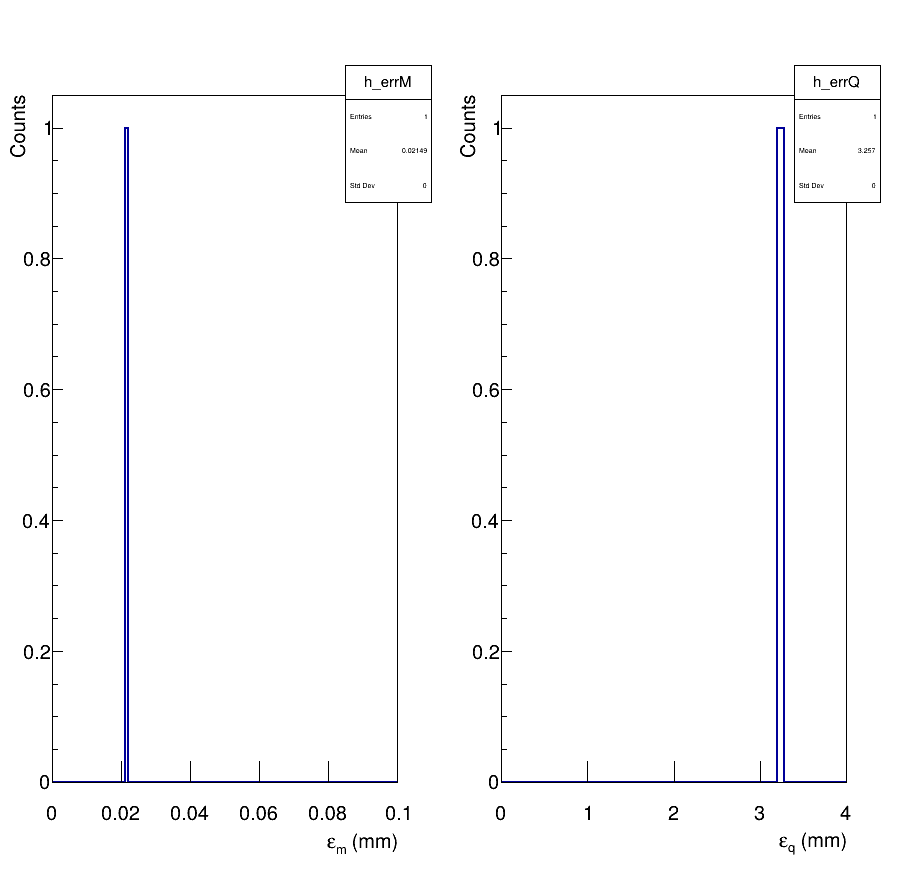 h_errM
Entries 1
Mean 0.02149
Std Dev 0
Counts
1
0.8
0.6
0.4
0.2
0
0 0.02 0.04 0.06 0.08 0.1
εm (mm)
h_errQ
Entries 1
Mean 3.257
Std Dev 0
Counts
1
0.8
0.6
0.4
0.2
0
0 1 2 3 4
εq (mm)